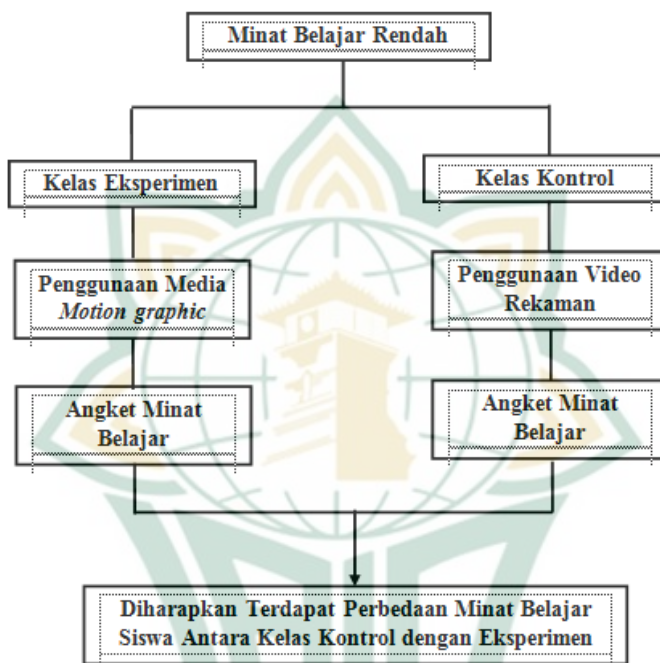 Minat Belajar Rendah
Kelas Eksperimen
Kelas Kontrol
Penggunaan Media
Motion graphic
Penggunaan Video
Rekaman
Angket Minat
Belajar
Angket Minat
Belajar
Diharapkan Terdapat Perbedaan Minat Belajar
Siswa Antara Kelas Kontrol dengan Eksperimen